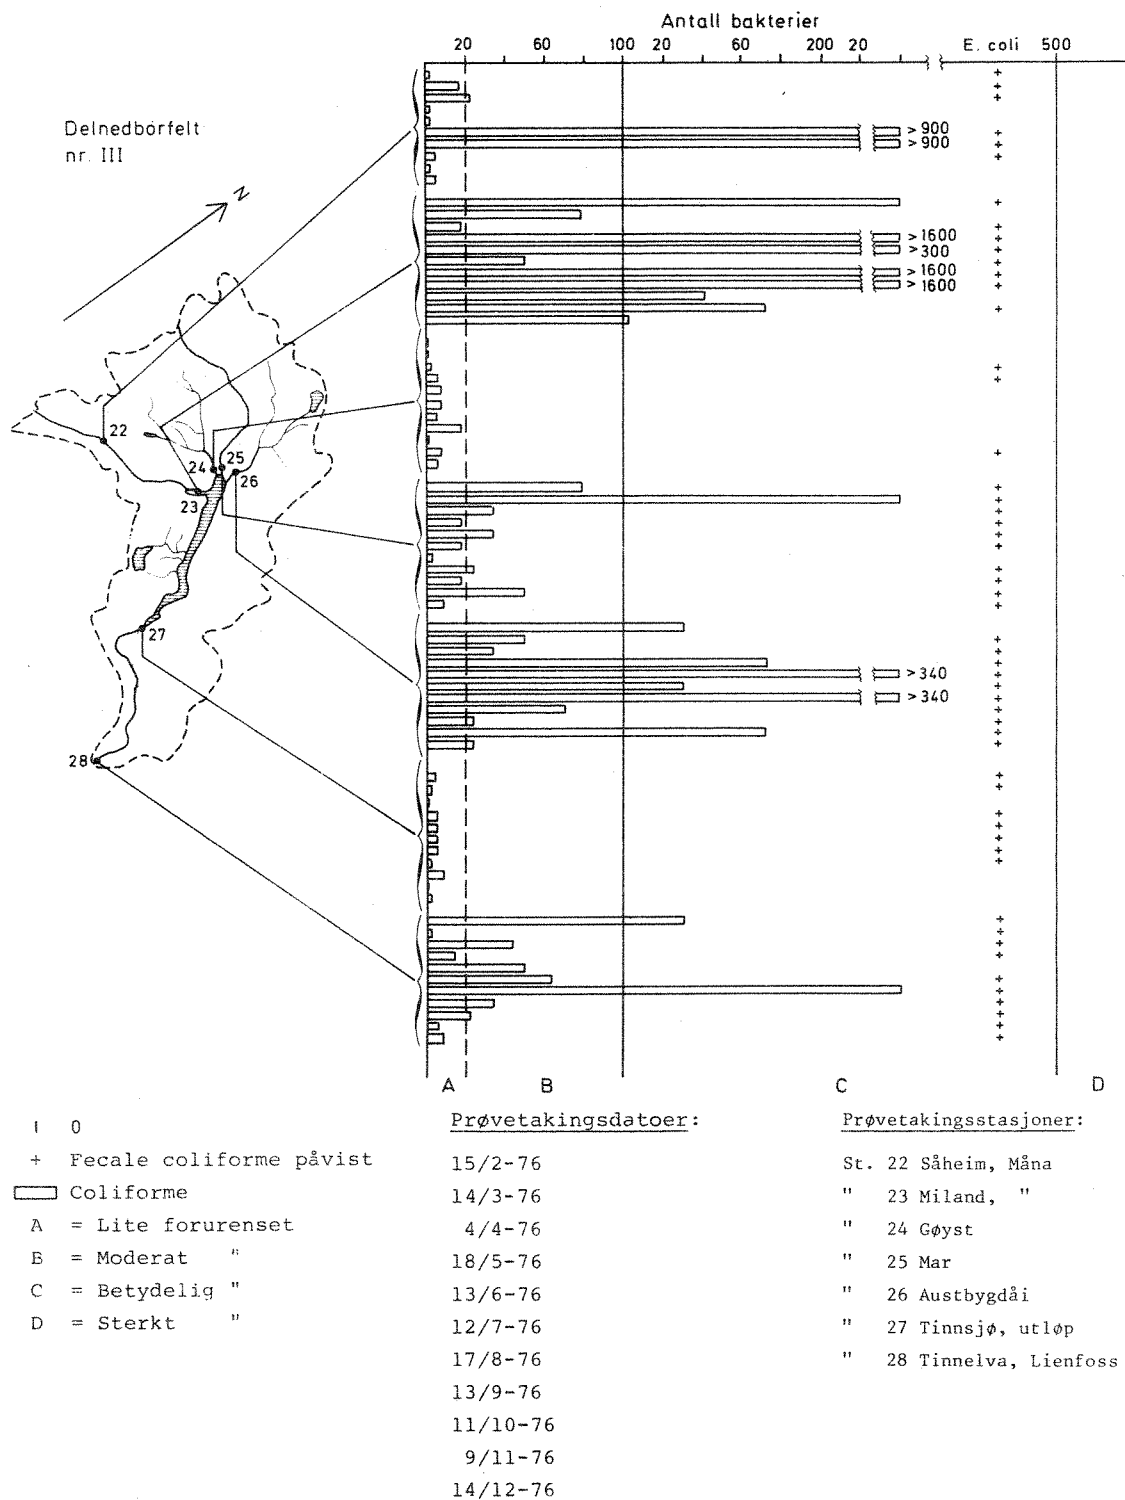 Antall bakterier
20 60 100 20 60 200 20 E. coli 500
Delnedbörfelt
nr. III
N
>900
>900
>1600
>300
>1600
>1600
22
25
24
26
23
27
>340
>340
28
A B C D
I 0
+ Fecale coliforme påvist
Coliforme
A = Lite forurenset
B = Moderat "
C = Betydelig "
D = Sterkt "
Prøvetakingsdatoer:
15/2-76
14/3-76
4/4-76
18/5-76
13/6-76
12/7-76
17/8-76
13/9-76
11/10-76
9/11-76
14/12-76
Prøvetakingsstasjoner:
St. 22 Såheim, Måna
" 23 Miland, "
" 24 Gøyst
" 25 Mar
" 26 Austbygdåi
" 27 Tinnsjø, utløp
" 28 Tinnelva, Lienfoss